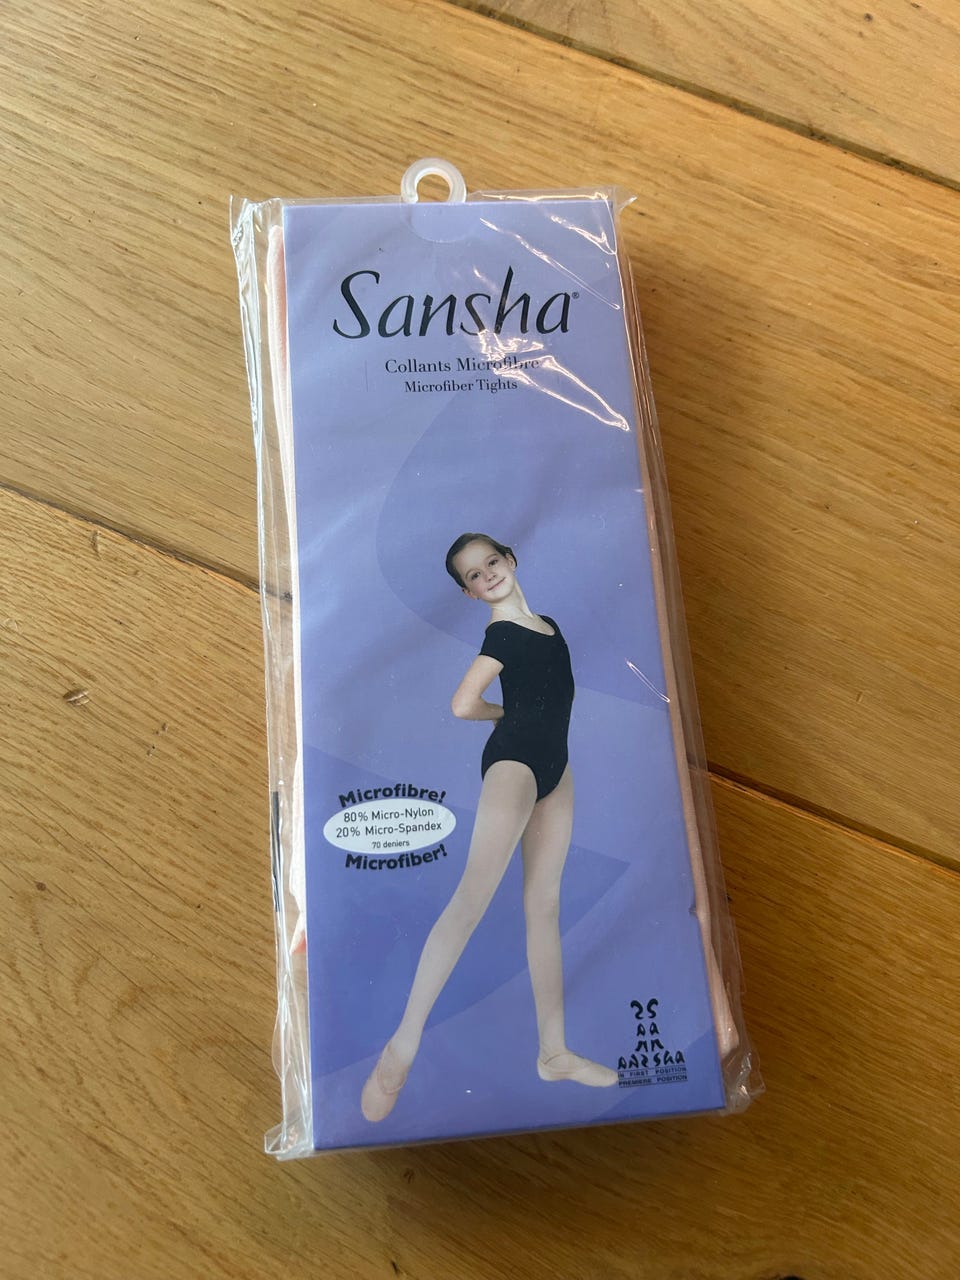 Sansha®
Collants Microfibre
Microfiber Tights
Microfibre!
80% Micro-Nylon
20% Micro-Spandex
70 deniers
Microfiber!
SANSHA
IN FIRST POSITION
PREMIERE POSITION